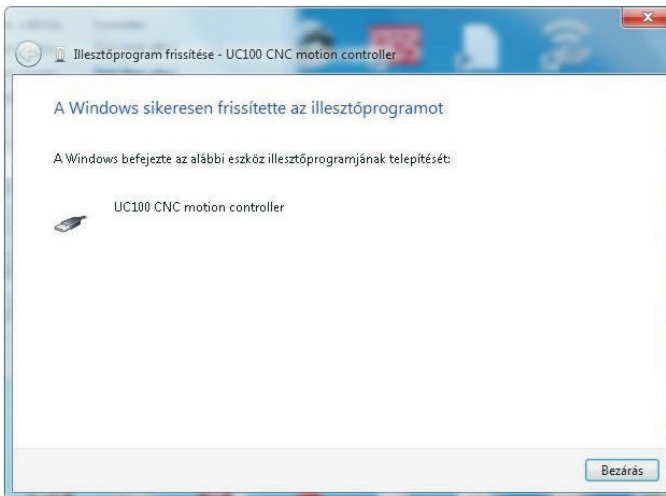 Illesztőprogram frissítése - UC100 CNC motion controller
A Windows sikeresen frissítette az illesztőprogramot
A Windows befejezte az alábbi eszköz illesztőprogramjának telepítését:
UC100 CNC motion controller
Bezárás